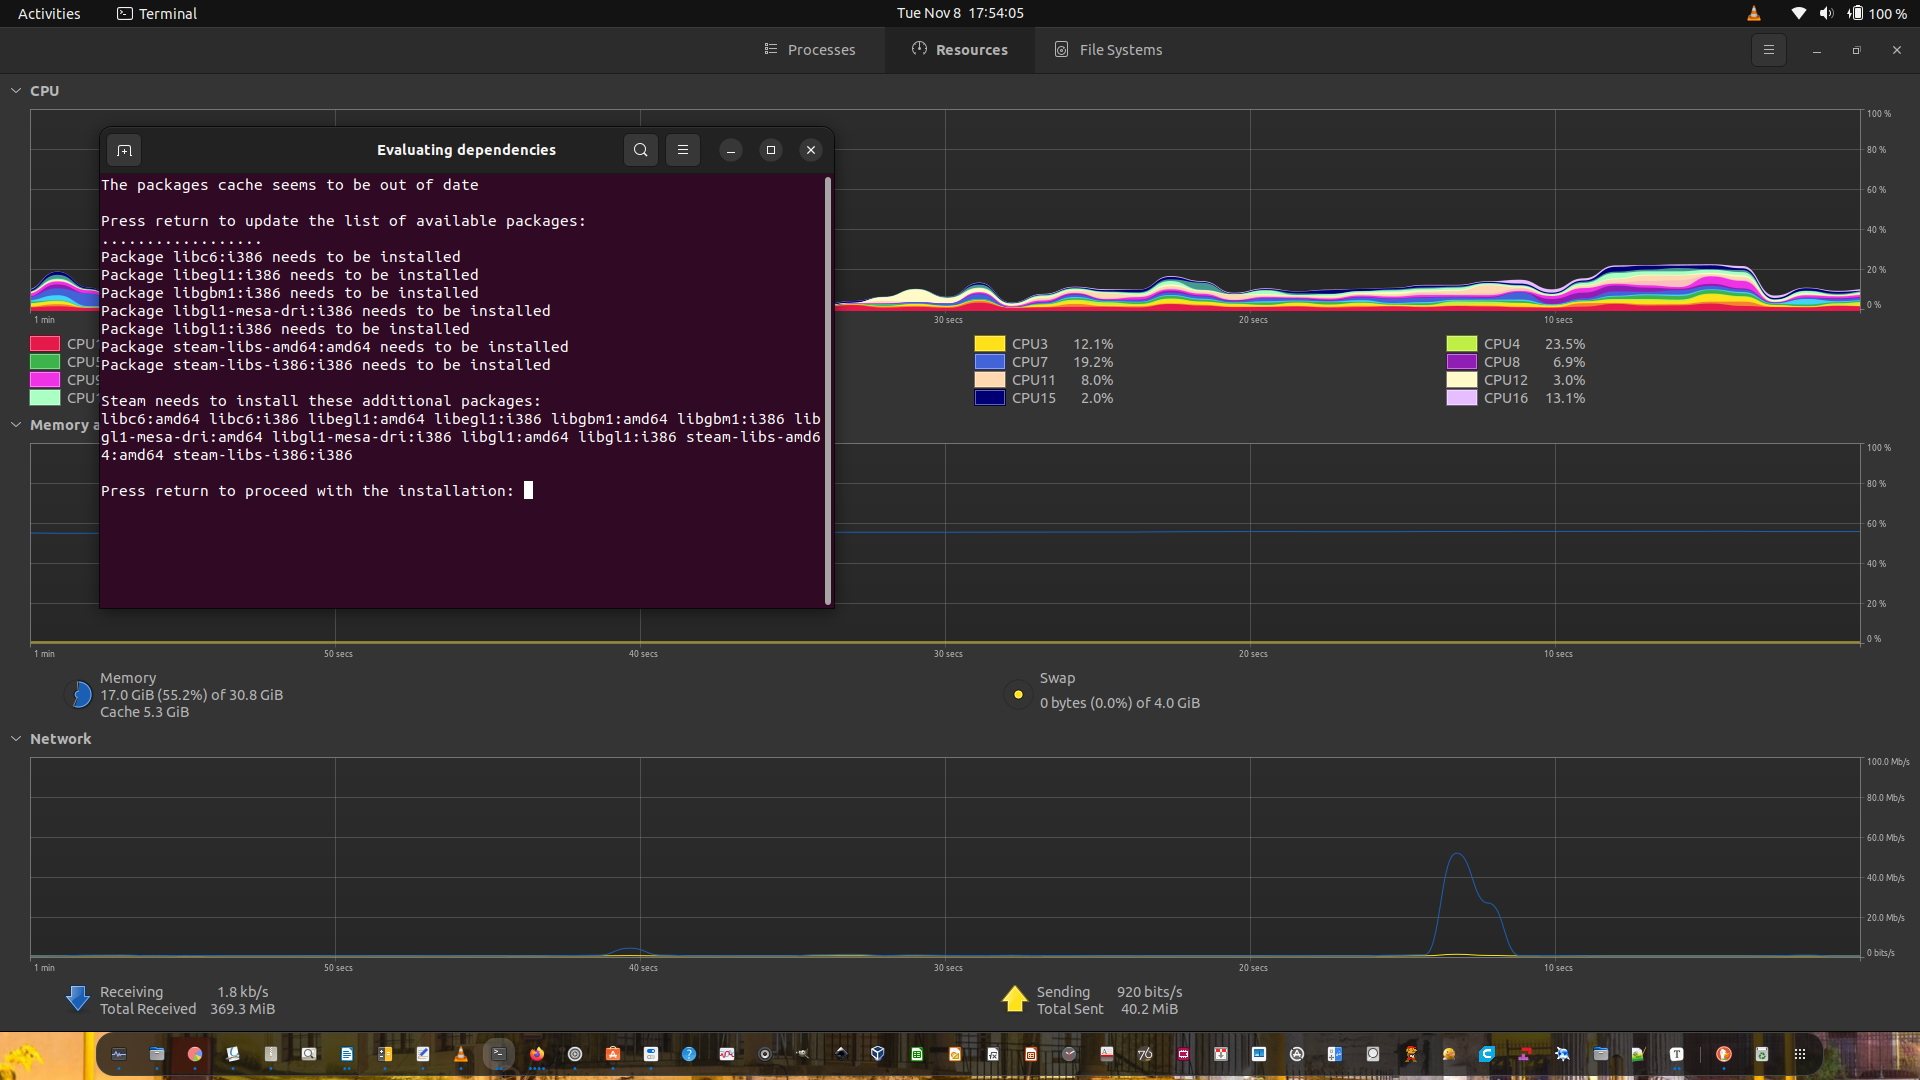 Activities
Terminal
Tue Nov 8 17:54:05
100 %
Processes
Resources
File Systems
CPU
100 %
80 %
60 %
40 %
20 %
0 %
1 min
30 secs
20 secs
10 secs
Evaluating dependencies
The packages cache seems to be out of date
Press return to update the list of available packages:
..................
Package libc6:i386 needs to be installed
Package libegl1:i386 needs to be installed
Package libgbm1:i386 needs to be installed
Package libgl1-mesa-dri:i386 needs to be installed
Package libgl1:i386 needs to be installed
Package steam-libs-amd64:amd64 needs to be installed
Package steam-libs-i386:i386 needs to be installed
Steam needs to install these additional packages:
libc6:amd64 libc6:i386 libegl1:amd64 libegl1:i386 libgbm1:amd64 libgbm1:i386 lib
gl1-mesa-dri:amd64 libgl1-mesa-dri:i386 libgl1:amd64 libgl1:i386 steam-libs-amd6
4:amd64 steam-libs-i386:i386
Press return to proceed with the installation:
CPU3 12.1%
CPU4 23.5%
CPU7 19.2%
CPU8 6.9%
CPU11 8.0%
CPU12 3.0%
CPU15 2.0%
CPU16 13.1%
Memory a
100 %
80 %
60 %
40 %
20 %
0 %
1 min
50 secs
40 secs
30 secs
20 secs
10 secs
Memory
17.0 GiB (55.2%) of 30.8 GiB
Cache 5.3 GiB
Swap
0 bytes (0.0%) of 4.0 GiB
Network
100.0 Mb/s
80.0 Mb/s
60.0 Mb/s
40.0 Mb/s
20.0 Mb/s
0 bits/s
1 min
50 secs
40 secs
30 secs
20 secs
10 secs
Receiving 1.8 kb/s
Total Received 369.3 MiB
Sending 920 bits/s
Total Sent 40.2 MiB